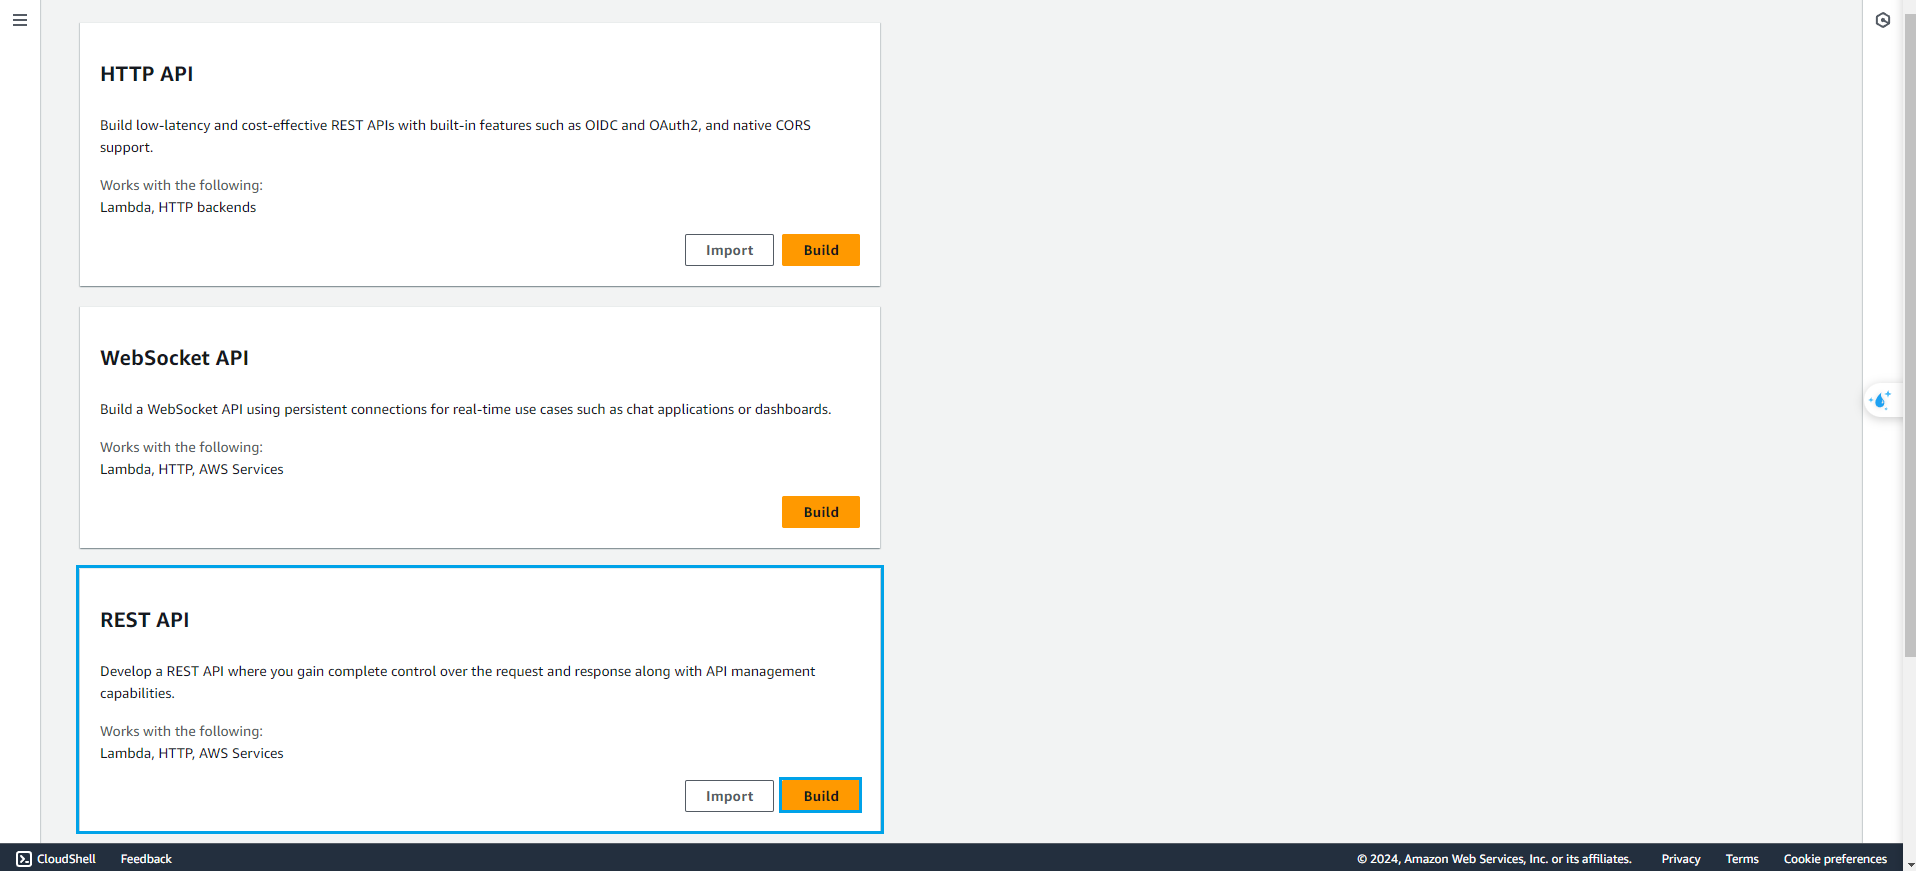 HTTP API
Build low-latency and cost-effective REST APIs with built-in features such as OIDC and OAuth2, and native CORS
support.
Works with the following:
Lambda, HTTP backends
Import
Build
WebSocket API
Build a WebSocket API using persistent connections for real-time use cases such as chat applications or dashboards.
Works with the following:
Lambda, HTTP, AWS Services
Build
REST API
Develop a REST API where you gain complete control over the request and response along with API management
capabilities.
Works with the following:
Lambda, HTTP, AWS Services
Import
Build
CloudShell
Feedback
© 2024, Amazon Web Services, Inc. or its affiliates.
Privacy
Terms
Cookie preferences